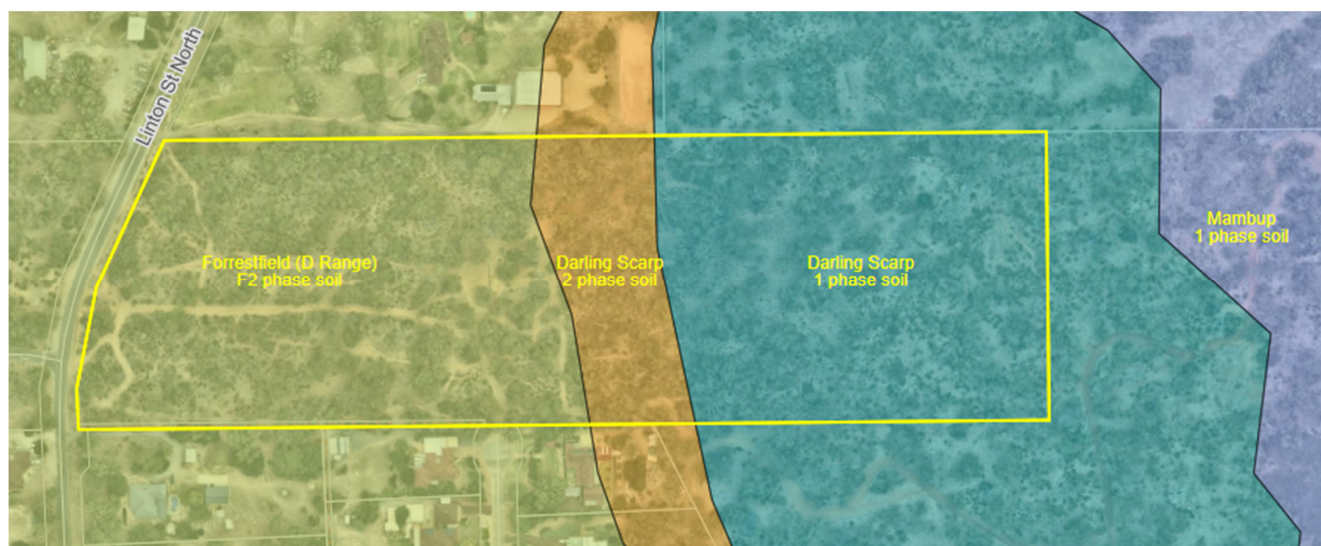 Linton St North
Mambup
1 phase soil
Forrestfield (D Range)
F2 phase soil
Darling Scarp
2 phase soil
Darling Scarp
1 phase soil